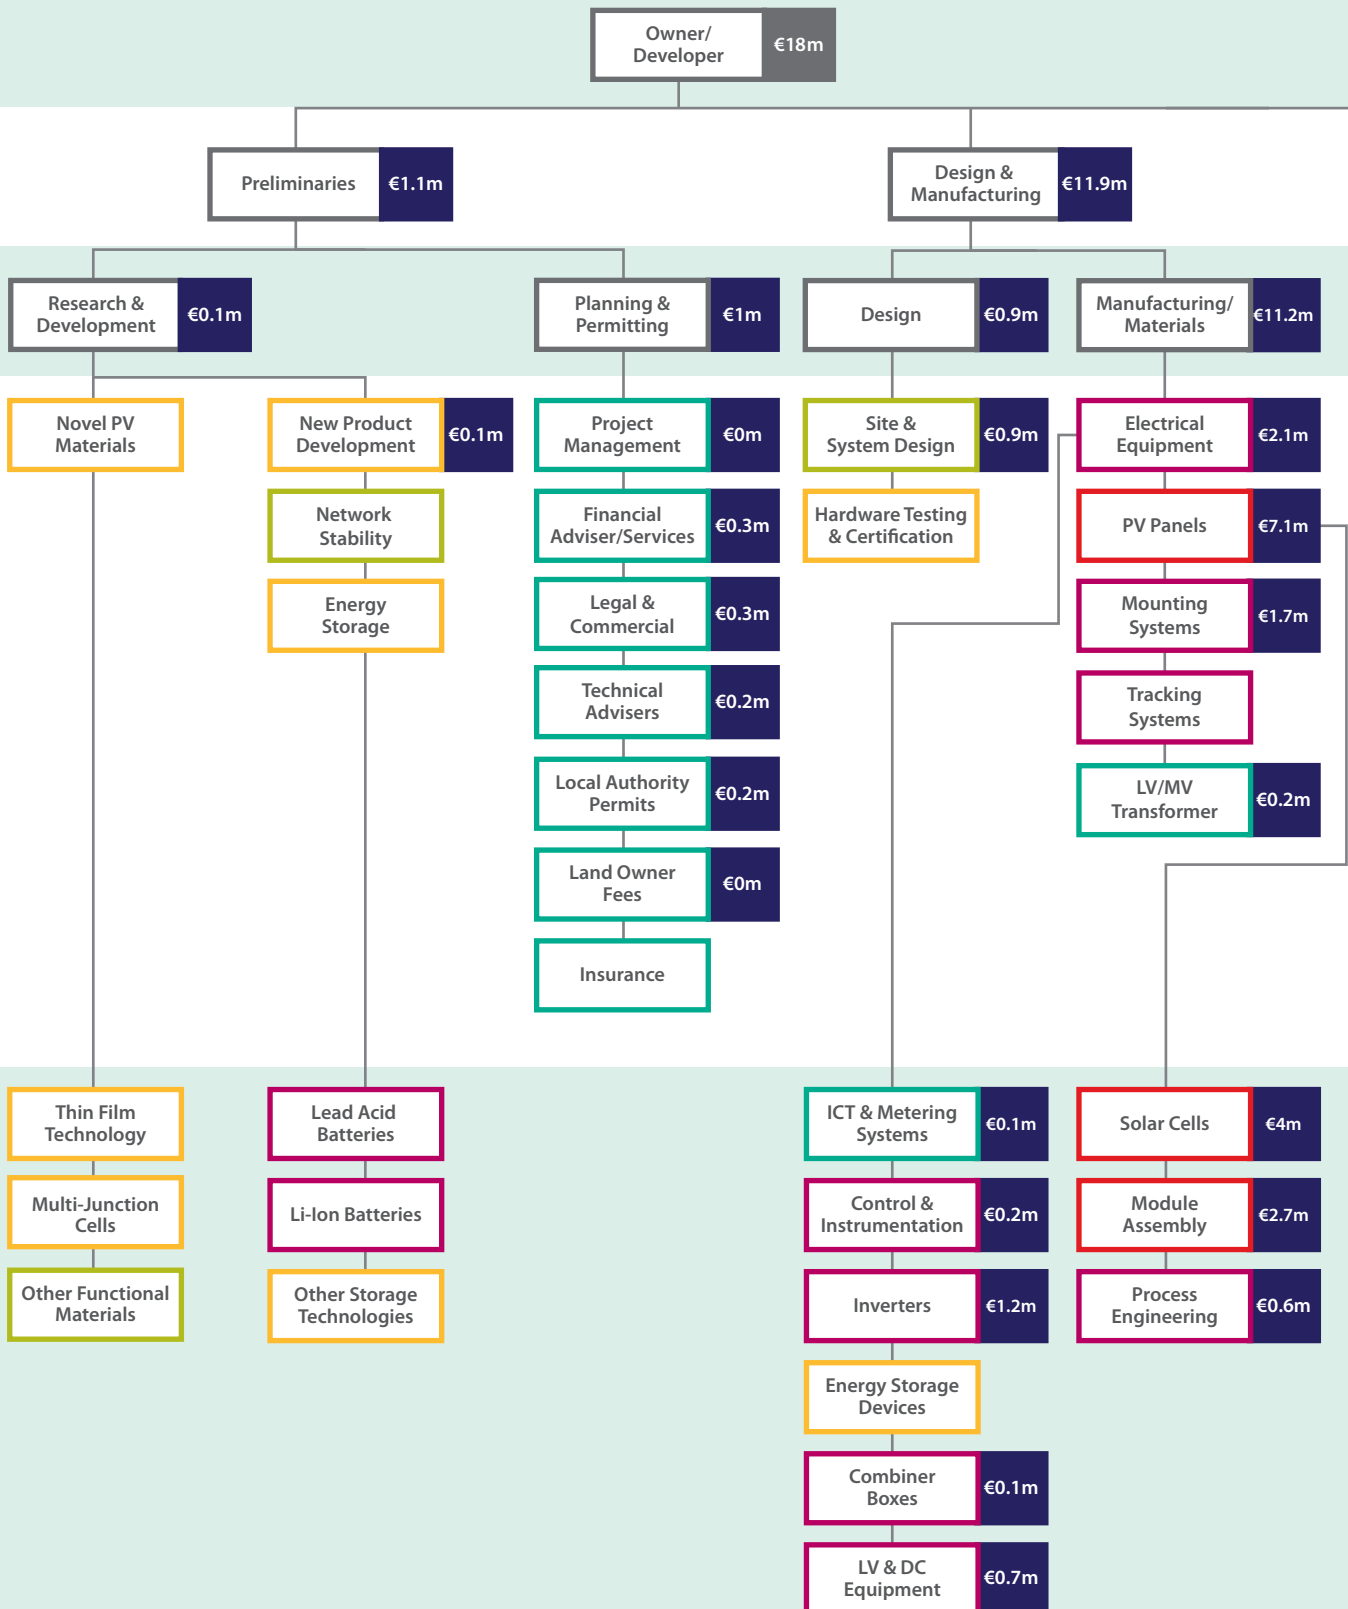 Owner/
Developer
€18m
Preliminaries
€1.1m
Design &
Manufacturing
€11.9m
Research &
Development
€0.1m
Planning &
Permitting
€1m
Design
€0.9m
Manufacturing/
Materials
€11.2m
Novel PV
Materials
New Product
Development
€0.1m
Network
Stability
Energy
Storage
Project
Management
€0m
Financial
Adviser/Services
€0.3m
Legal &
Commercial
€0.3m
Technical
Advisers
€0.2m
Local Authority
Permits
€0.2m
Land Owner
Fees
€0m
Insurance
Site &
System Design
€0.9m
Hardware Testing
& Certification
Electrical
Equipment
€2.1m
PV Panels
€7.1m
Mounting
Systems
€1.7m
Tracking
Systems
LV/MV
Transformer
€0.2m
Thin Film
Technology
Multi-Junction
Cells
Other Functional
Materials
Lead Acid
Batteries
Li-Ion Batteries
Other Storage
Technologies
ICT & Metering
Systems
€0.1m
Control &
Instrumentation
€0.2m
Inverters
€1.2m
Energy Storage
Devices
Combiner
Boxes
€0.1m
LV & DC
Equipment
€0.7m
Solar Cells
€4m
Module
Assembly
€2.7m
Process
Engineering
€0.6m